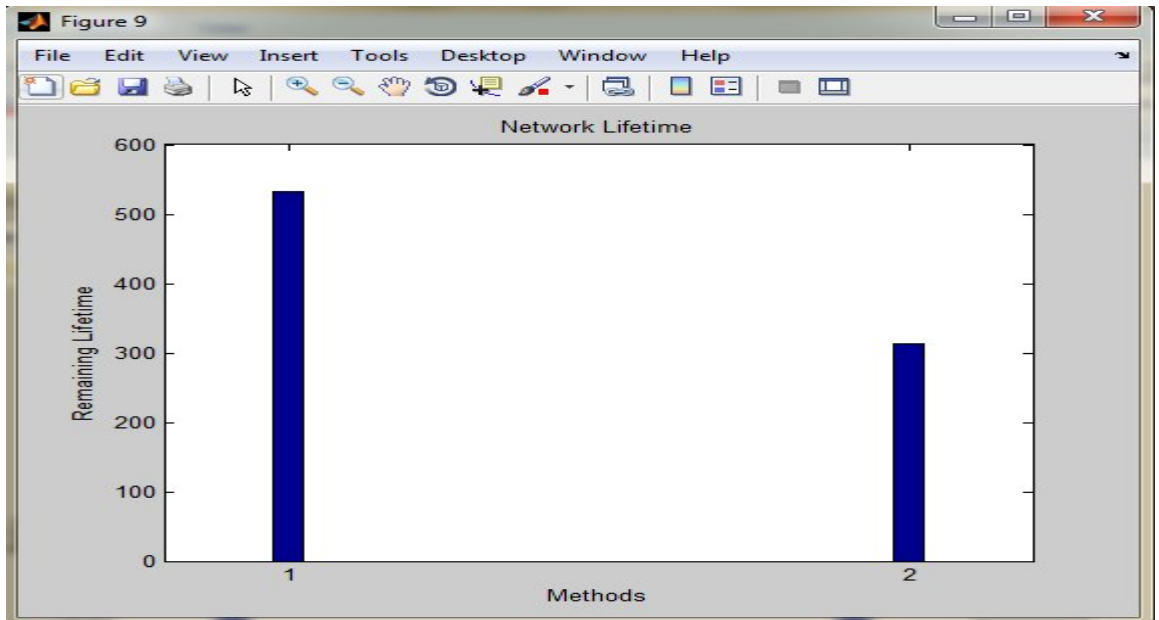 Figure 9
File Edit View Insert Tools Desktop Window Help
Network Lifetime
600
500
400
300
200
100
0
Remaining Lifetime
1 2
Methods